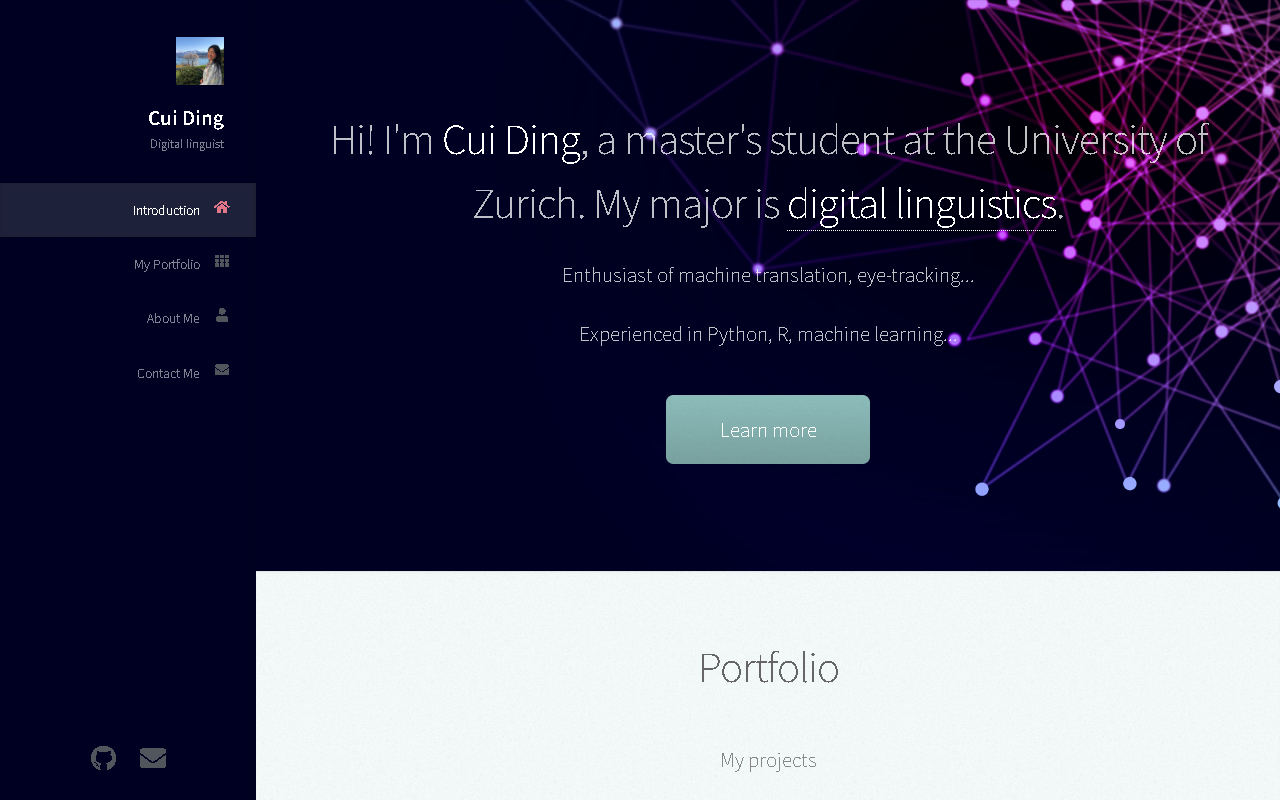 Cui Ding
Digital linguist
Introduction
My Portfolio
About Me
Contact Me
Hi! I'm Cui Ding, a master's student at the University of
Zurich. My major is digital linguistics.
Enthusiast of machine translation, eye-tracking...
Experienced in Python, R, machine learning...
Learn more
Portfolio
My projects